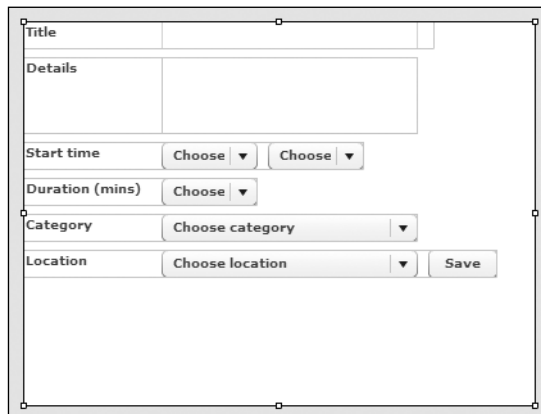 Title
Details
Start time Choose Choose
Duration (mins) Choose
Category Choose category
Location Choose location Save